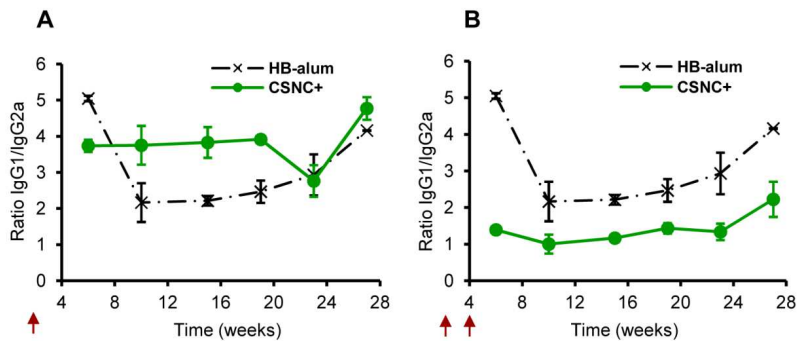 A
HB-alum
CSNC+
Ratio IgG1/IgG2a
6
5
4
3
2
1
0
4 8 12 16 20 24 28
Time (weeks)
B
HB-alum
CSNC+
Ratio IgG1/IgG2a
6
5
4
3
2
1
0
4 8 12 16 20 24 28
Time (weeks)